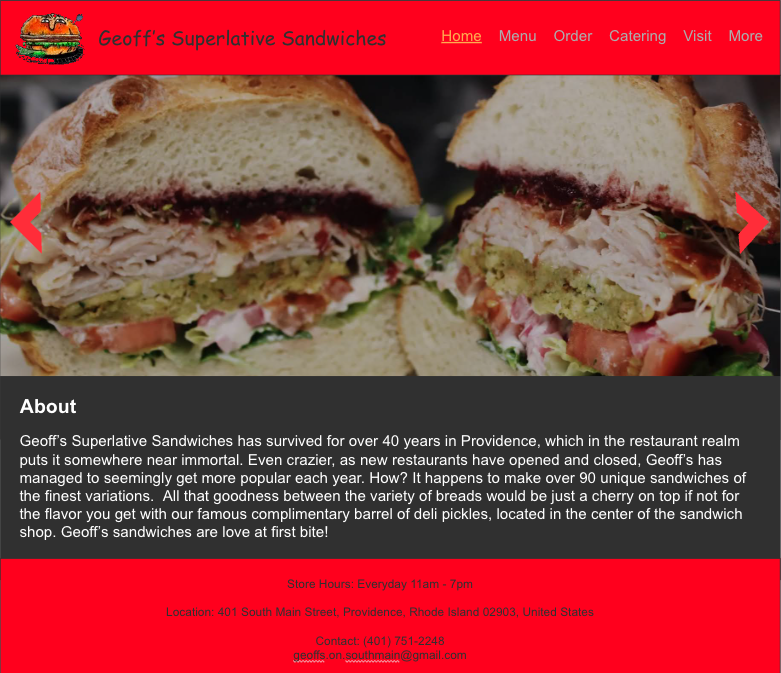 Geoff's Superlative Sandwiches
Home Menu Order Catering Visit More
About
Geoff's Superlative Sandwiches has survived for over 40 years in Providence, which in the restaurant realm
puts it somewhere near immortal. Even crazier, as new restaurants have opened and closed, Geoff's has
managed to seemingly get more popular each year. How? It happens to make over 90 unique sandwiches of
the finest variations.  All that goodness between the variety of breads would be just a cherry on top if not for
the flavor you get with our famous complimentary barrel of deli pickles, located in the center of the sandwich
shop. Geoff's sandwiches are love at first bite!
Store Hours: Everyday 11am - 7pm
Location: 401 South Main Street, Providence, Rhode Island 02903, United States
Contact: (401) 751-2248
geoffs.on.southmain@gmail.com